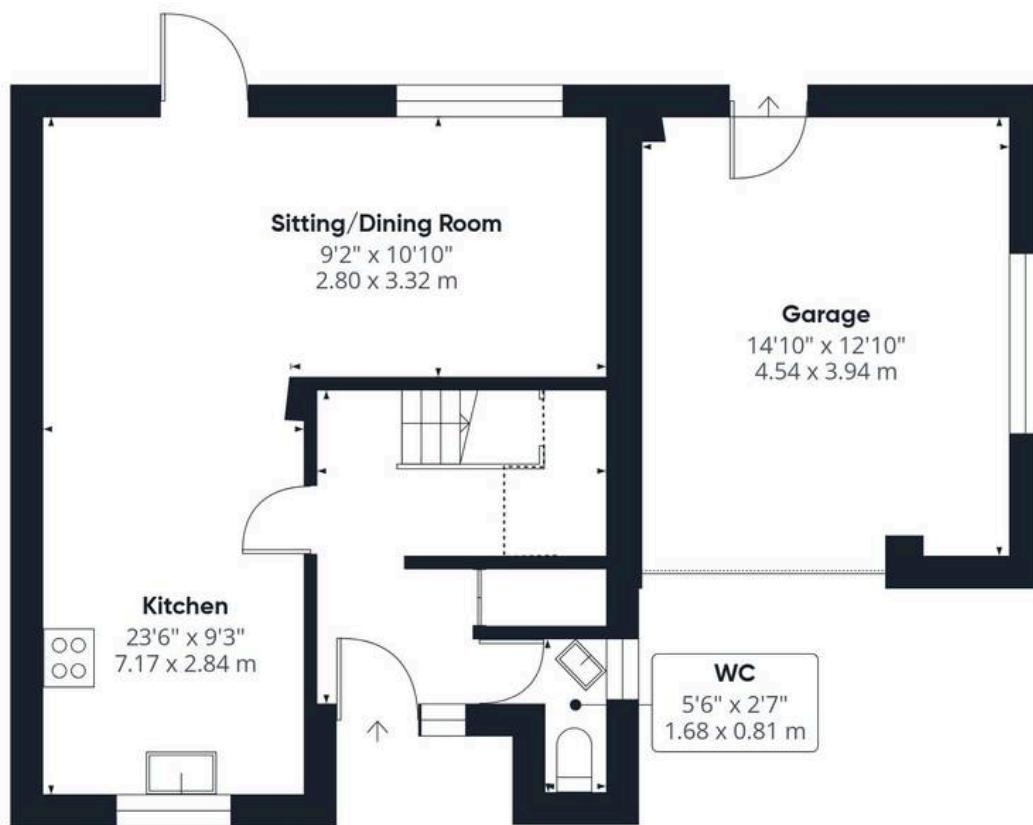 Sitting/Dining Room
9'2" x 10'10"
2.80 x 3.32 m
Garage
14'10" x 12'10"
4.54 x 3.94 m
Kitchen
23'6" x 9'3"
7.17 x 2.84 m
WC
5'6" x 2'7"
1.68 x 0.81 m